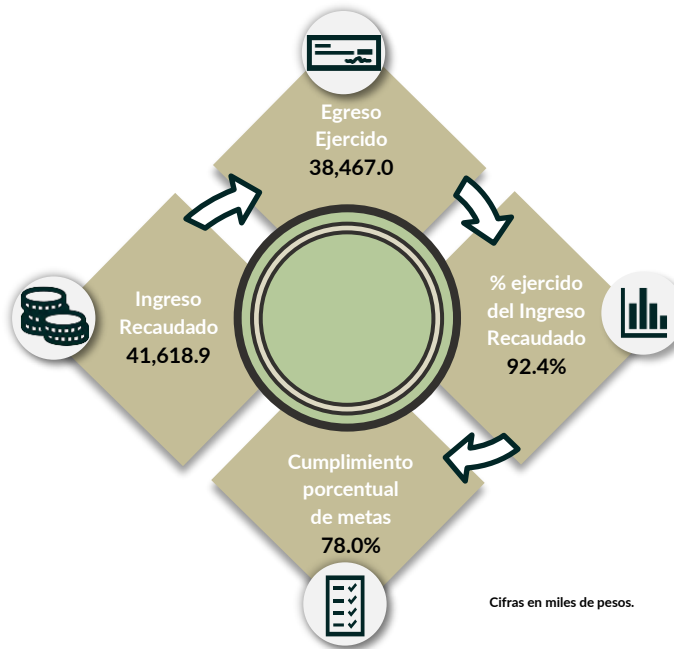 Egreso
Ejercido
38,467.0
Ingreso
Recaudado
41,618.9
% ejercido
del Ingreso
Recaudado
92.4%
Cumplimiento
porcentual
de metas
78.0%
Cifras en miles de pesos.